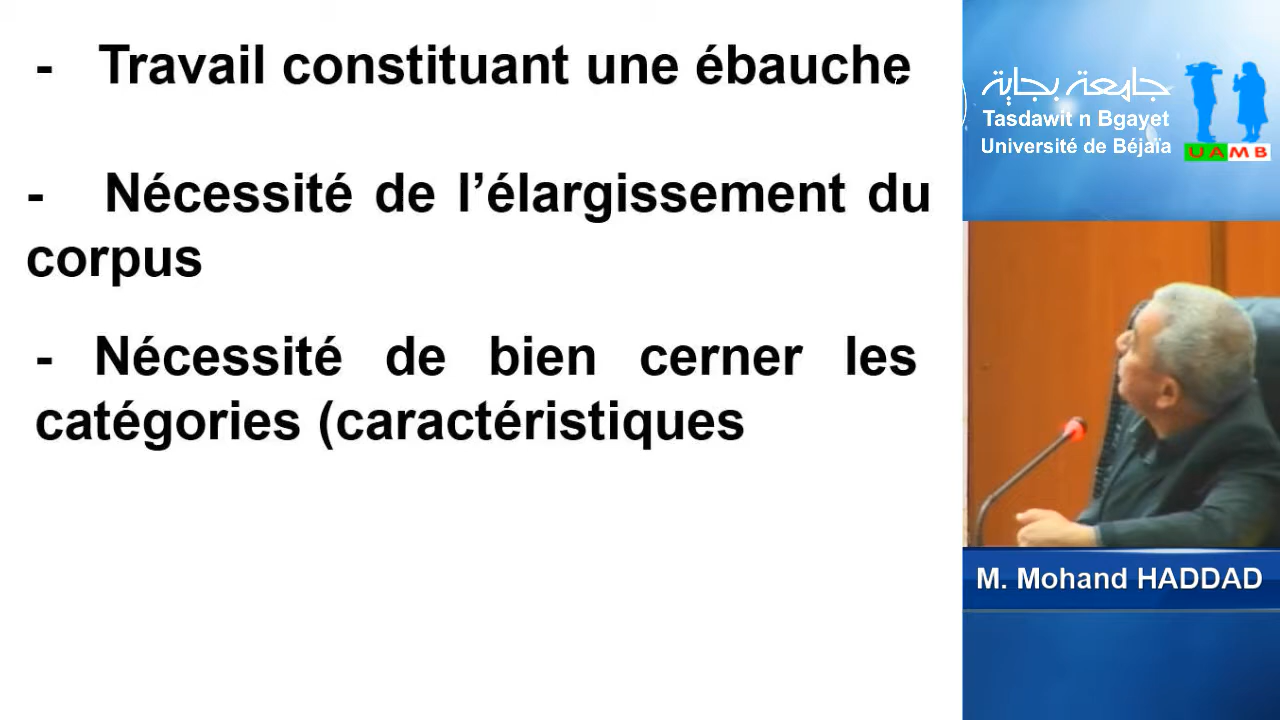 - Travail constituant une ébauche
- Nécessité de l’élargissement du
corpus
- Nécessité de bien cerner les
catégories (caractéristiques
جامعة بجاية
Tasdawit n Bgayet
Université de Béjaïa
UAMB
M. Mohand HADDAD